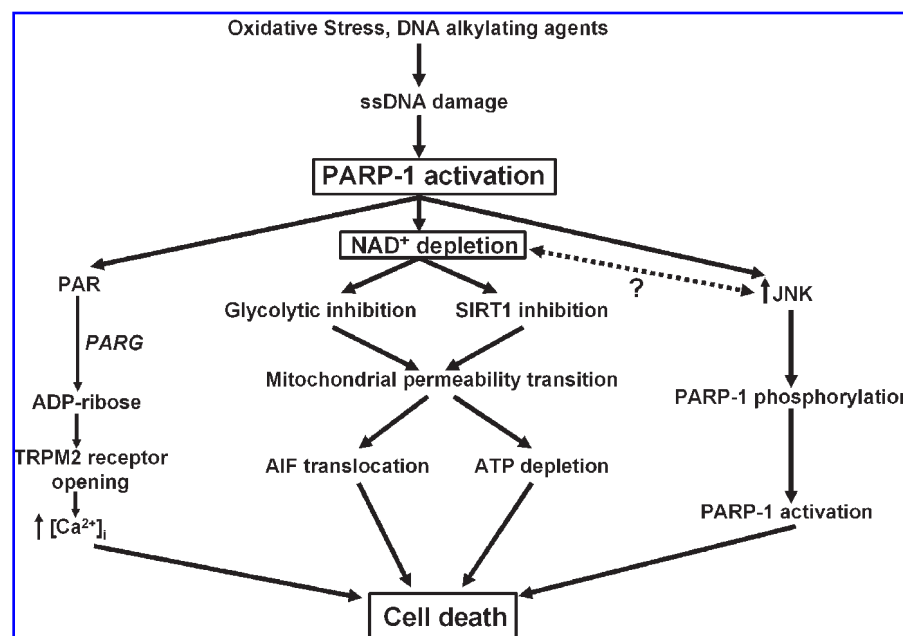 Oxidative Stress, DNA alkylating agents
ssDNA damage
PARP-1 activation
NAD⁺ depletion
PAR
?
↑JNK
Glycolytic inhibition
SIRT1 inhibition
PARG
Mitochondrial permeability transition
ADP-ribose
PARP-1 phosphorylation
TRPM2 receptor
opening
AIF translocation
ATP depletion
↑ [Ca²⁺]ᵢ
PARP-1 activation
Cell death